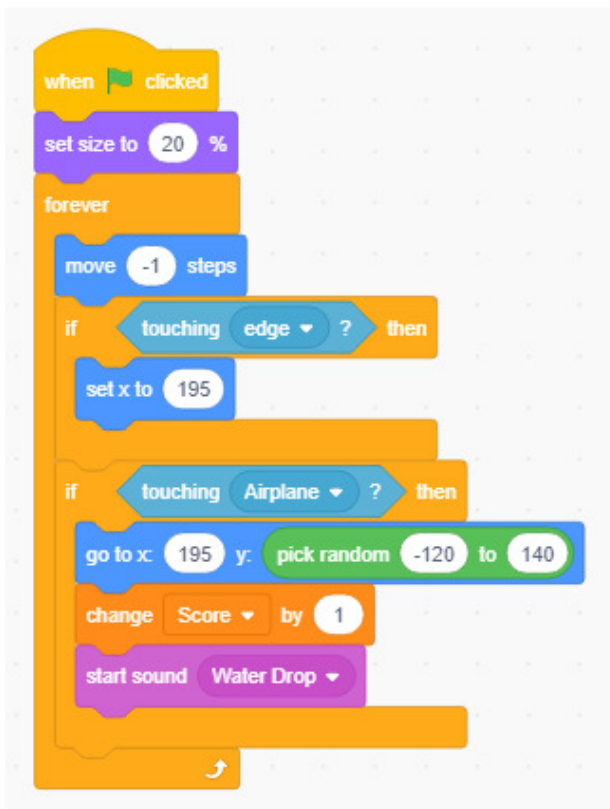 when clicked
set size to 20 %
forever
move -1 steps
if touching edge ? then
set x to 195
if touching Airplane ? then
go to x: 195 y: pick random -120 to 140
change Score by 1
start sound Water Drop